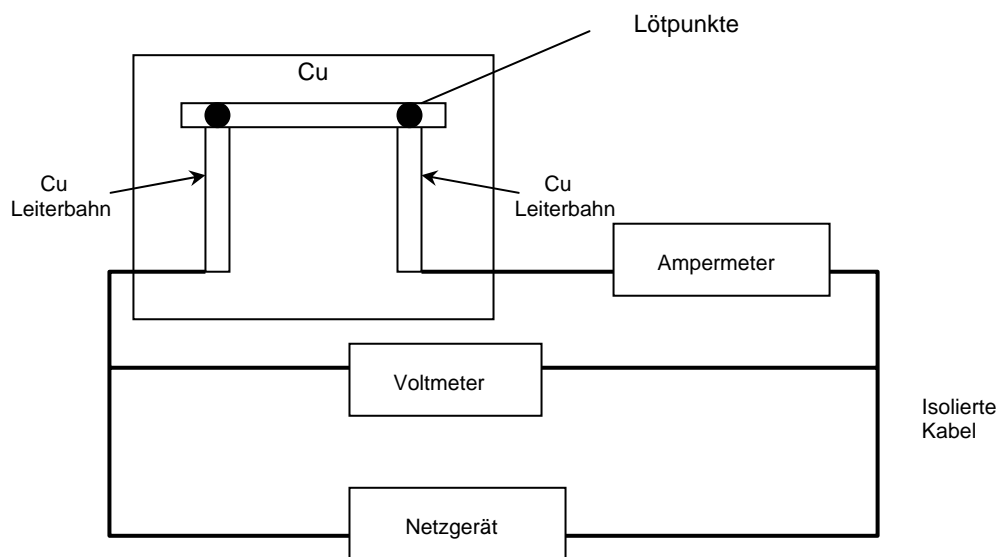 Lötpunkte
Cu
Cu
Leiterbahn
Cu
Leiterbahn
Ampermeter
Voltmeter
Isolierte
Kabel
Netzgerät